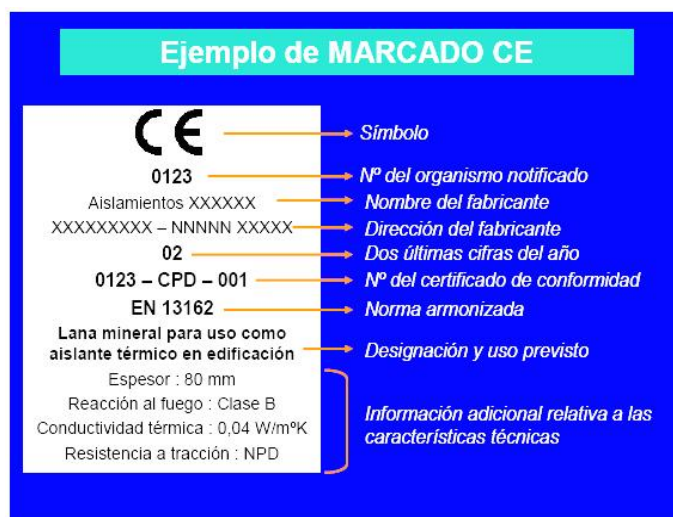 Ejemplo de MARCADO CE
CE
Símbolo
0123
Nº del organismo notificado
Aislamientos XXXXXX
Nombre del fabricante
XXXXXXXXX – NNNNN XXXXX
Dirección del fabricante
02
Dos últimas cifras del año
0123 – CPD – 001
Nº del certificado de conformidad
EN 13162
Norma armonizada
Lana mineral para uso como
aislante térmico en edificación
Designación y uso previsto
Espesor : 80 mm
Reacción al fuego : Clase B
Conductividad térmica : 0,04 W/mºK
Resistencia a tracción : NPD
Información adicional relativa a las
características técnicas